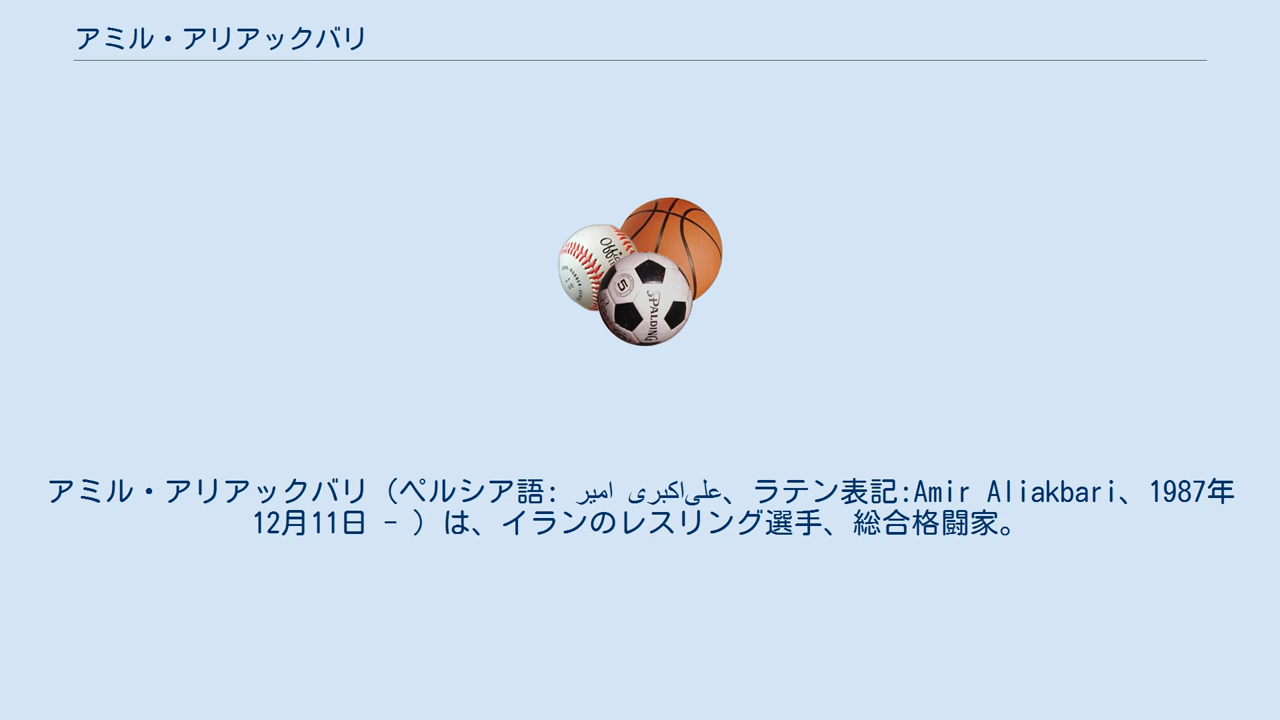 アミル・アリアックバリ
Offici
5
SPALDING
アミル・アリアックバリ（ペルシア語: امیر علی‌اکبری、ラテン表記:Amir Aliakbari、1987年
12月11日 - ）は、イランのレスリング選手、総合格闘家。